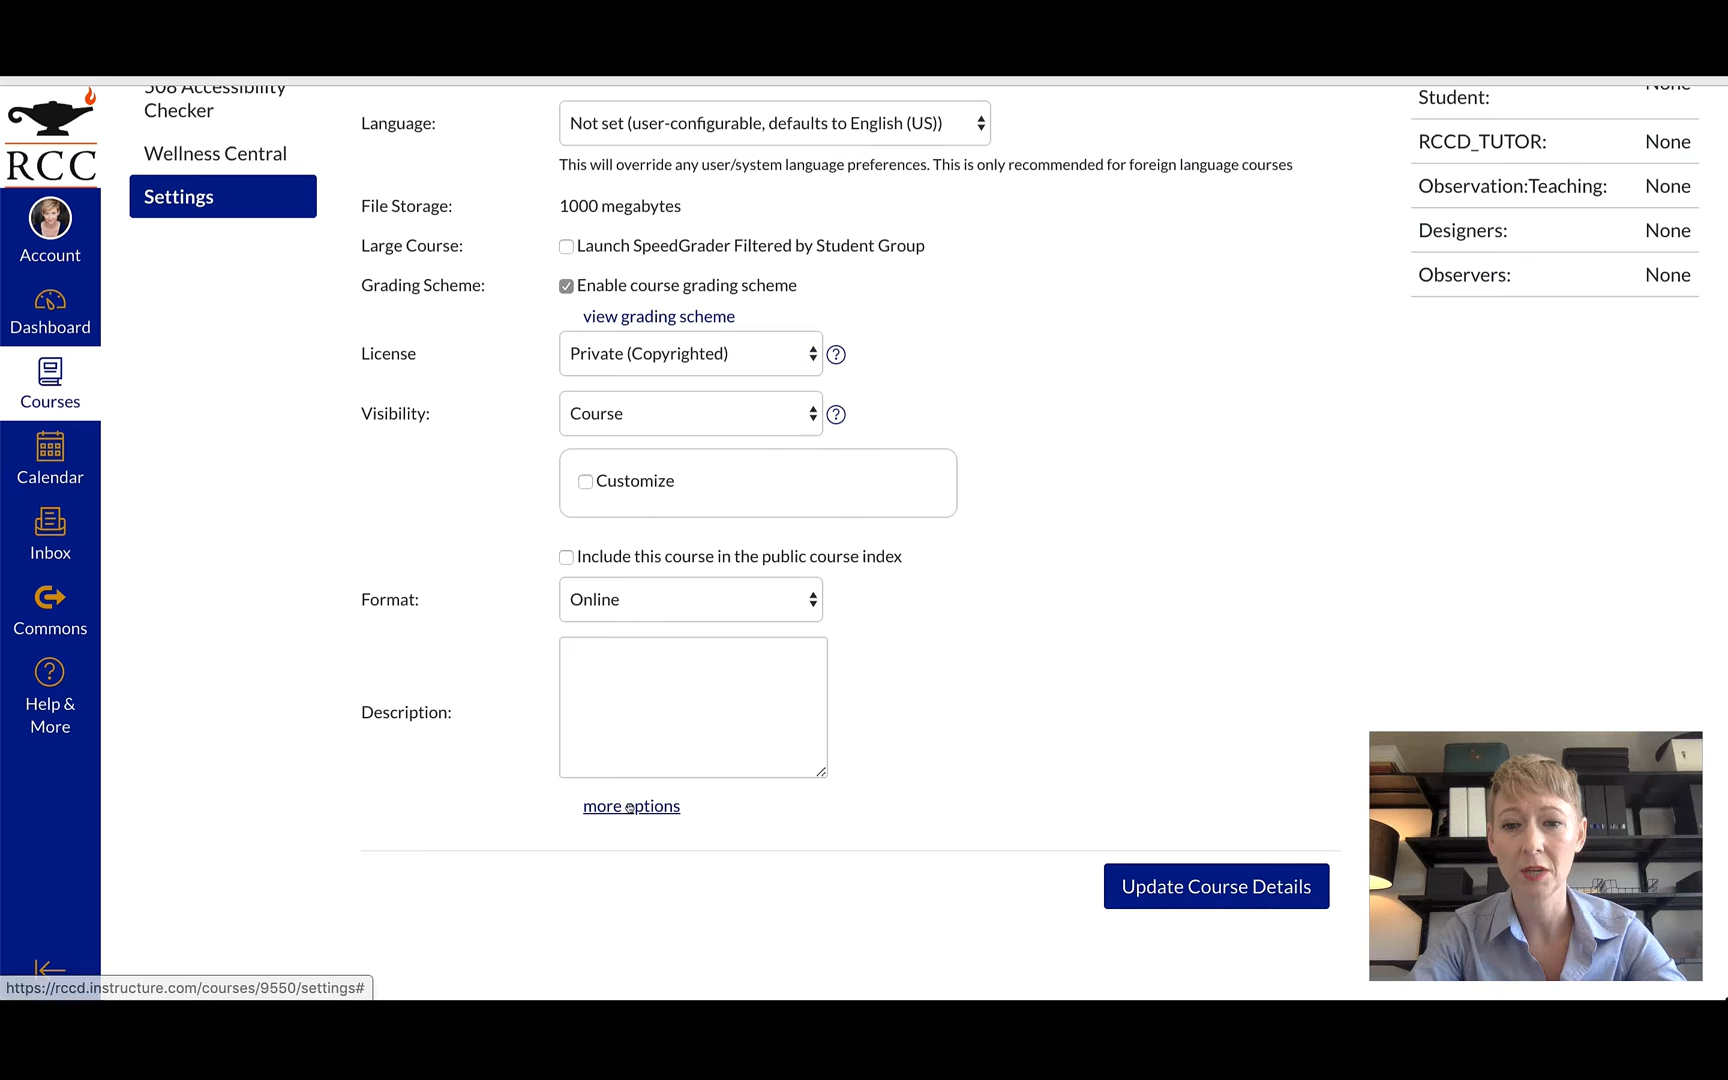 508 Accessibility
Checker
Wellness Central
Settings
RCC
Account
Dashboard
Courses
Calendar
Inbox
Commons
Help &
More
Language:
Not set (user-configurable, defaults to English (US))
This will override any user/system language preferences. This is only recommended for foreign language courses
File Storage:
1000 megabytes
Large Course:
Launch SpeedGrader Filtered by Student Group
Grading Scheme:
Enable course grading scheme
view grading scheme
License
Private (Copyrighted)
Visibility:
Course
Customize
Include this course in the public course index
Format:
Online
Description:
more options
Update Course Details
Student:
None
RCCD_TUTOR:
None
Observation:Teaching:
None
Designers:
None
Observers:
None
https://rccd.instructure.com/courses/9550/settings#